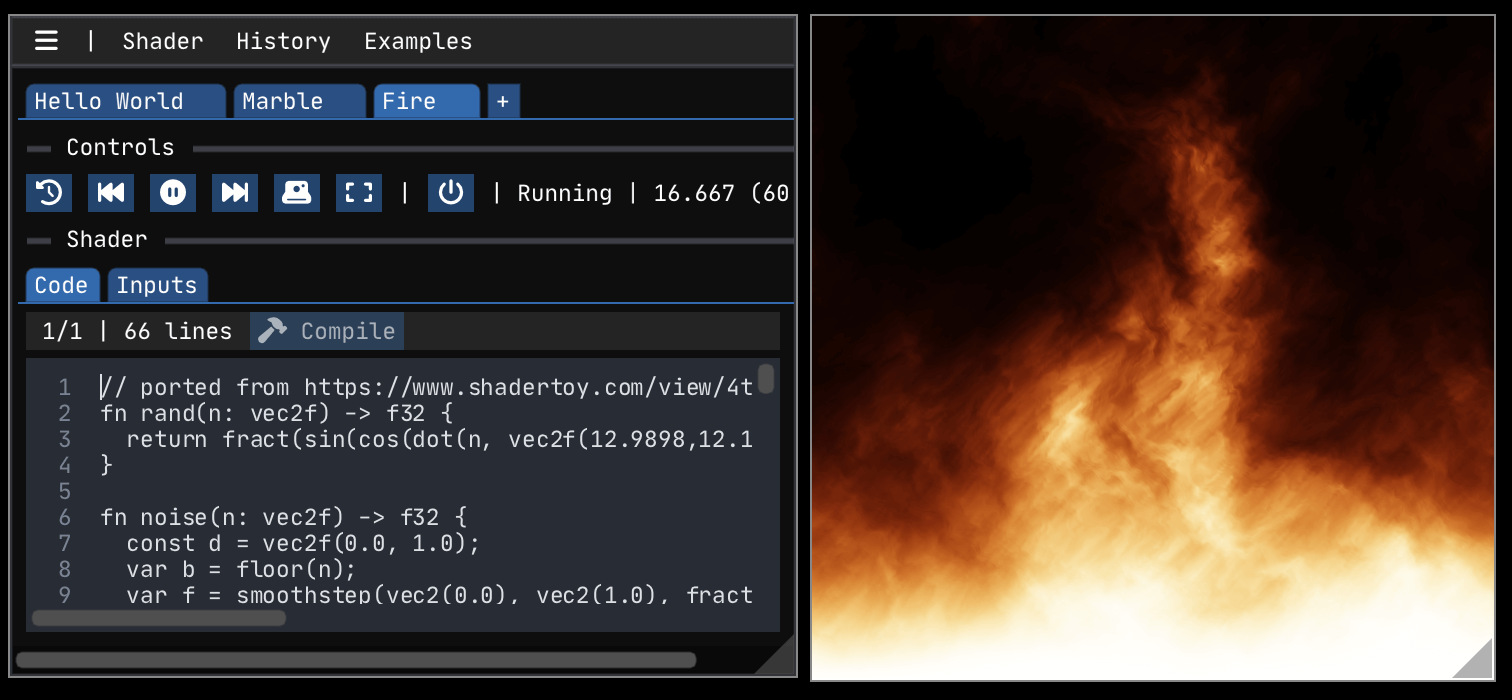 | Shader History Examples
Hello World Marble Fire +
Controls
| | Running | 16.667 (60
Shader
Code Inputs
1/1 | 66 lines Compile
1 // ported from https://www.shadertoy.com/view/4t
2 fn rand(n: vec2f) -> f32 {
3 return fract(sin(cos(dot(n, vec2f(12.9898,12.1
4 }
5
6 fn noise(n: vec2f) -> f32 {
7 const d = vec2f(0.0, 1.0);
8 var b = floor(n);
9 var f = smoothstep(vec2(0.0), vec2(1.0), fract